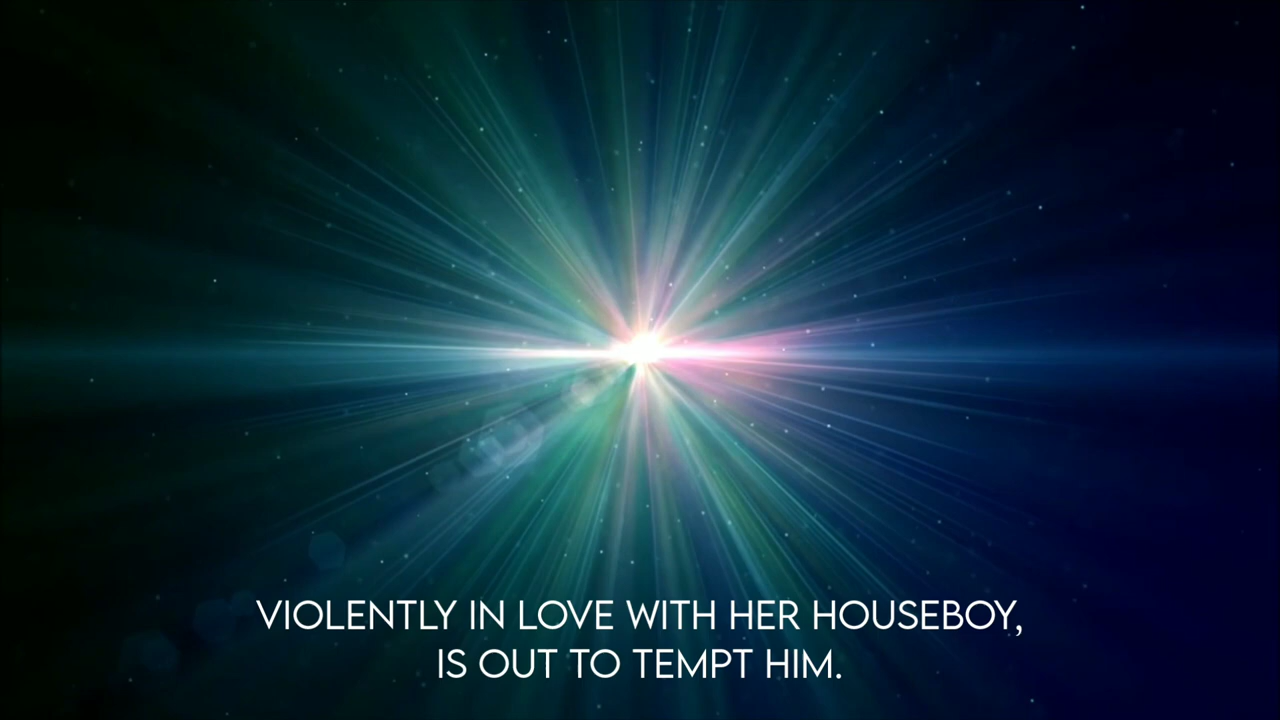 VIOLENTLY IN LOVE WITH HER HOUSEBOY,
IS OUT TO TEMPT HIM.